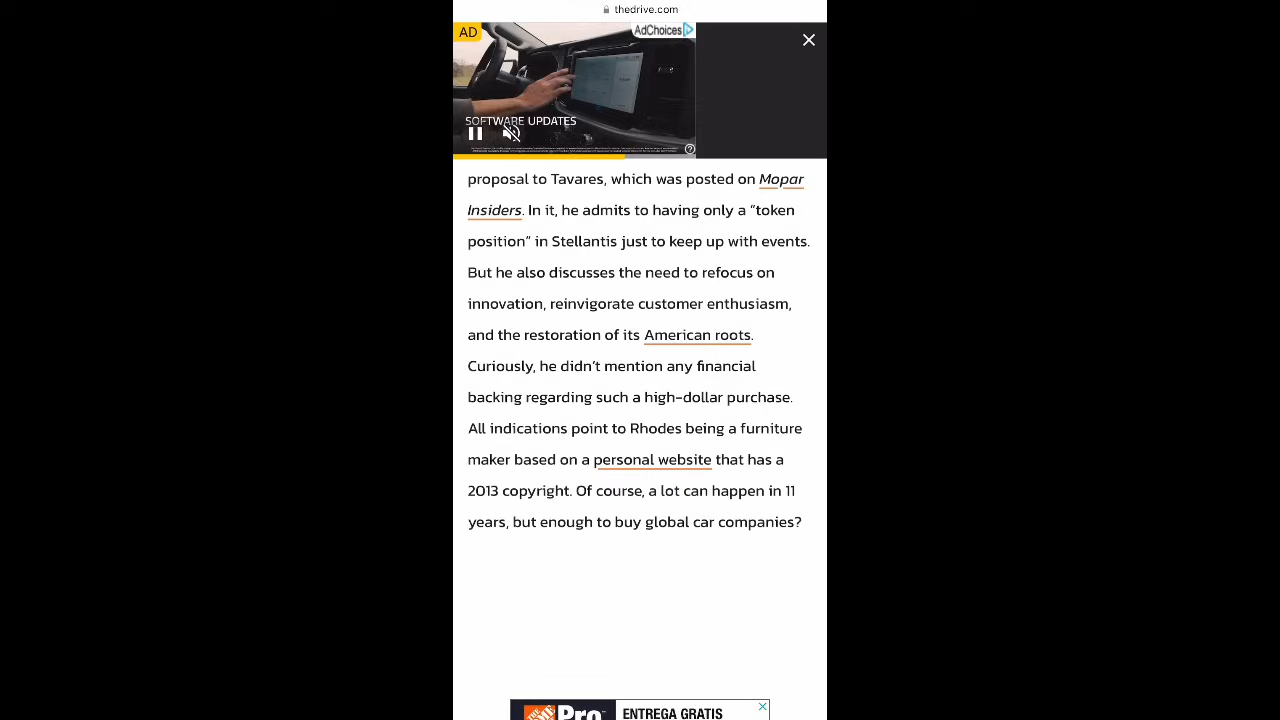 thedrive.com
AD
AdChoices
SOFTWARE UPDATES
proposal to Tavares, which was posted on Mopar
Insiders. In it, he admits to having only a “token
position” in Stellantis just to keep up with events.
But he also discusses the need to refocus on
innovation, reinvigorate customer enthusiasm,
and the restoration of its American roots.
Curiously, he didn’t mention any financial
backing regarding such a high-dollar purchase.
All indications point to Rhodes being a furniture
maker based on a personal website that has a
2013 copyright. Of course, a lot can happen in 11
years, but enough to buy global car companies?
Pro
ENTREGA GRATIS